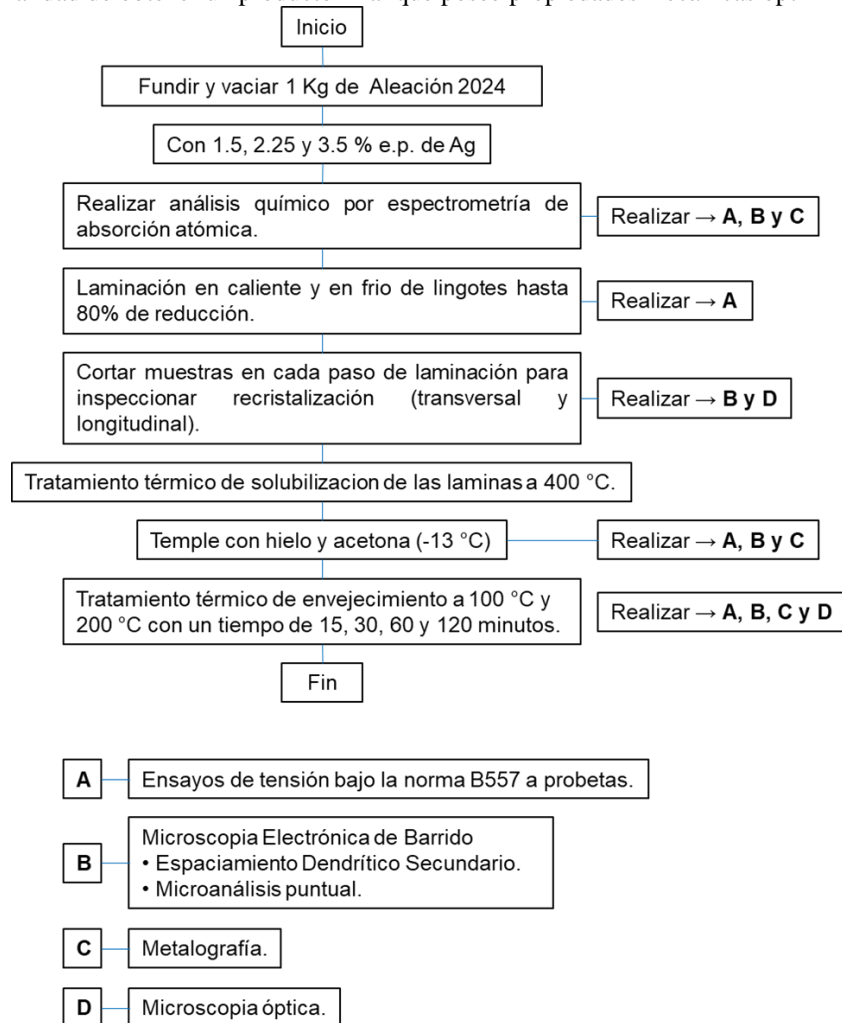 Inicio
Fundir y vaciar 1 Kg de Aleación 2024
Con 1.5, 2.25 y 3.5 % e.p. de Ag
Realizar análisis químico por espectrometría de
absorción atómica.
Realizar → A, B y C
Laminación en caliente y en frio de lingotes hasta
80% de reducción.
Realizar → A
Cortar muestras en cada paso de laminación para
inspeccionar recristalización (transversal y
longitudinal).
Realizar → B y D
Tratamiento térmico de solubilizacion de las laminas a 400 °C.
Temple con hielo y acetona (-13 °C)
Realizar → A, B y C
Tratamiento térmico de envejecimiento a 100 °C y
200 °C con un tiempo de 15, 30, 60 y 120 minutos.
Realizar → A, B, C y D
Fin
A
Ensayos de tensión bajo la norma B557 a probetas.
B
Microscopia Electrónica de Barrido
• Espaciamiento Dendrítico Secundario.
• Microanálisis puntual.
C
Metalografía.
D
Microscopia óptica.